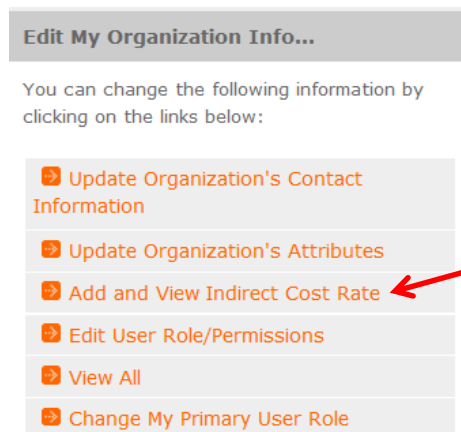 Edit My Organization Info...
You can change the following information by
clicking on the links below:
Update Organization's Contact
Information
Update Organization's Attributes
Add and View Indirect Cost Rate
Edit User Role/Permissions
View All
Change My Primary User Role